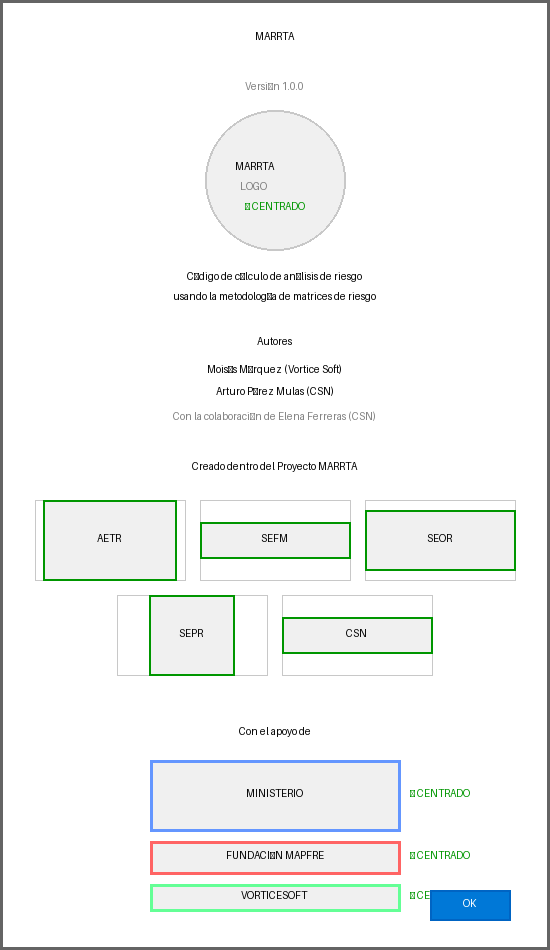 MARRTA
Versi▯n 1.0.0
MARRTA
LOGO
▯ CENTRADO
C▯digo de c▯lculo de an▯lisis de riesgo
usando la metodolog▯a de matrices de riesgo
Autores
Mois▯s M▯rquez (Vortice Soft)
Arturo P▯rez Mulas (CSN)
Con la colaboraci▯n de Elena Ferreras (CSN)
Creado dentro del Proyecto MARRTA
AETR SEFM SEOR
SEPR CSN
Con el apoyo de
MINISTERIO ▯ CENTRADO
FUNDACI▯N MAPFRE ▯ CENTRADO
VORTICESOFT ▯ CE
OK